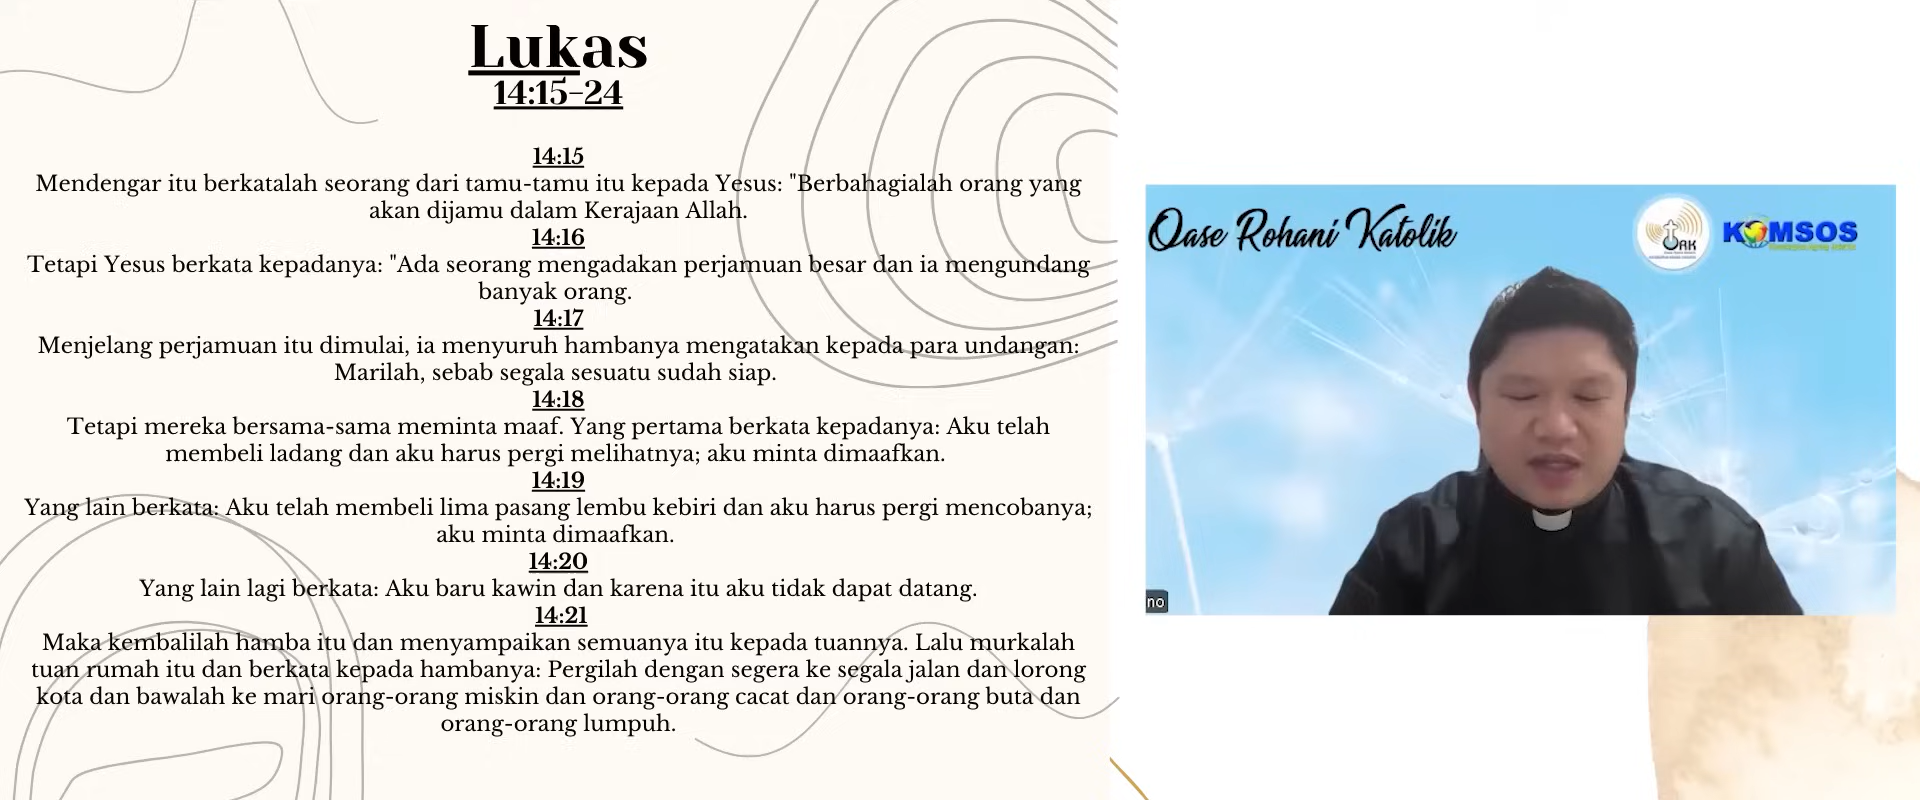 Lukas
14:15-24
14:15
Mendengar itu berkatalah seorang dari tamu-tamu itu kepada Yesus: "Berbahagialah orang yang
akan dijamu dalam Kerajaan Allah.
14:16
Tetapi Yesus berkata kepadanya: "Ada seorang mengadakan perjamuan besar dan ia mengundang
banyak orang.
14:17
Menjelang perjamuan itu dimulai, ia menyuruh hambanya mengatakan kepada para undangan:
Marilah, sebab segala sesuatu sudah siap.
14:18
Tetapi mereka bersama-sama meminta maaf. Yang pertama berkata kepadanya: Aku telah
membeli ladang dan aku harus pergi melihatnya; aku minta dimaafkan.
14:19
Yang lain berkata: Aku telah membeli lima pasang lembu kebiri dan aku harus pergi mencobanya;
aku minta dimaafkan.
14:20
Yang lain lagi berkata: Aku baru kawin dan karena itu aku tidak dapat datang.
14:21
Maka kembalilah hamba itu dan menyampaikan semuanya itu kepada tuannya. Lalu murkalah
tuan rumah itu dan berkata kepada hambanya: Pergilah dengan segera ke segala jalan dan lorong
kota dan bawalah ke mari orang-orang miskin dan orang-orang cacat dan orang-orang buta dan
orang-orang lumpuh.
Oase Rohani Katolik
ORK
KOMSOS
no